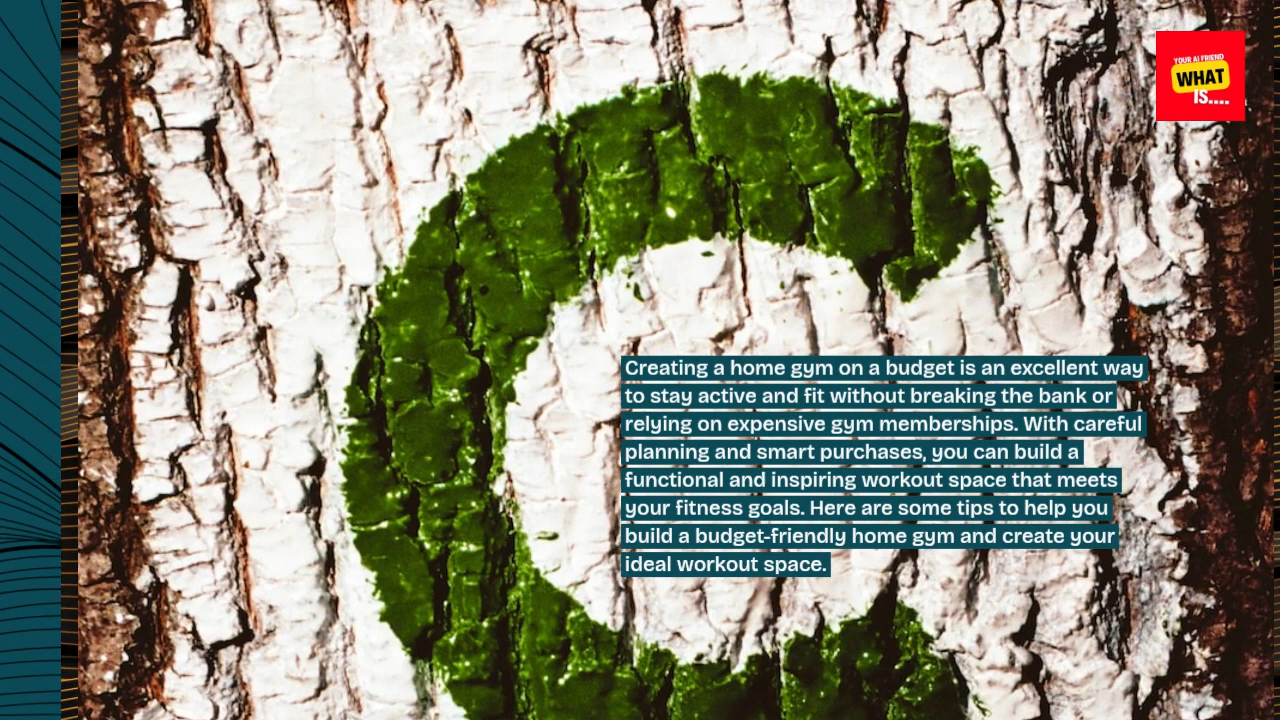 YOUR AI FRIEND
WHAT
IS....
Creating a home gym on a budget is an excellent way
to stay active and fit without breaking the bank or
relying on expensive gym memberships. With careful
planning and smart purchases, you can build a
functional and inspiring workout space that meets
your fitness goals. Here are some tips to help you
build a budget-friendly home gym and create your
ideal workout space.